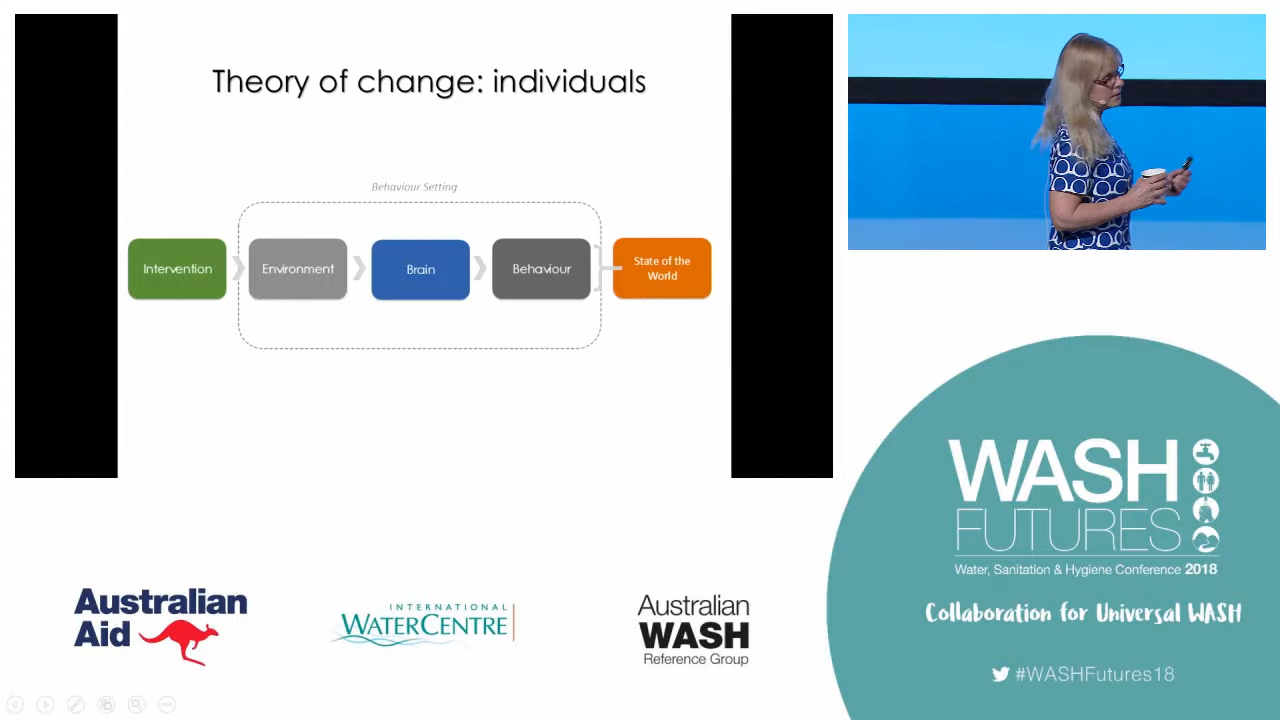 Theory of change: individuals
Behaviour Setting
Intervention
Environment
Brain
Behaviour
State of the
World
WASH
FUTURES
Water, Sanitation & Hygiene Conference 2018
Collaboration for Universal WASH
#WASHFutures18
Australian
Aid
INTERNATIONAL
WATERCENTRE
Australian
WASH
Reference Group